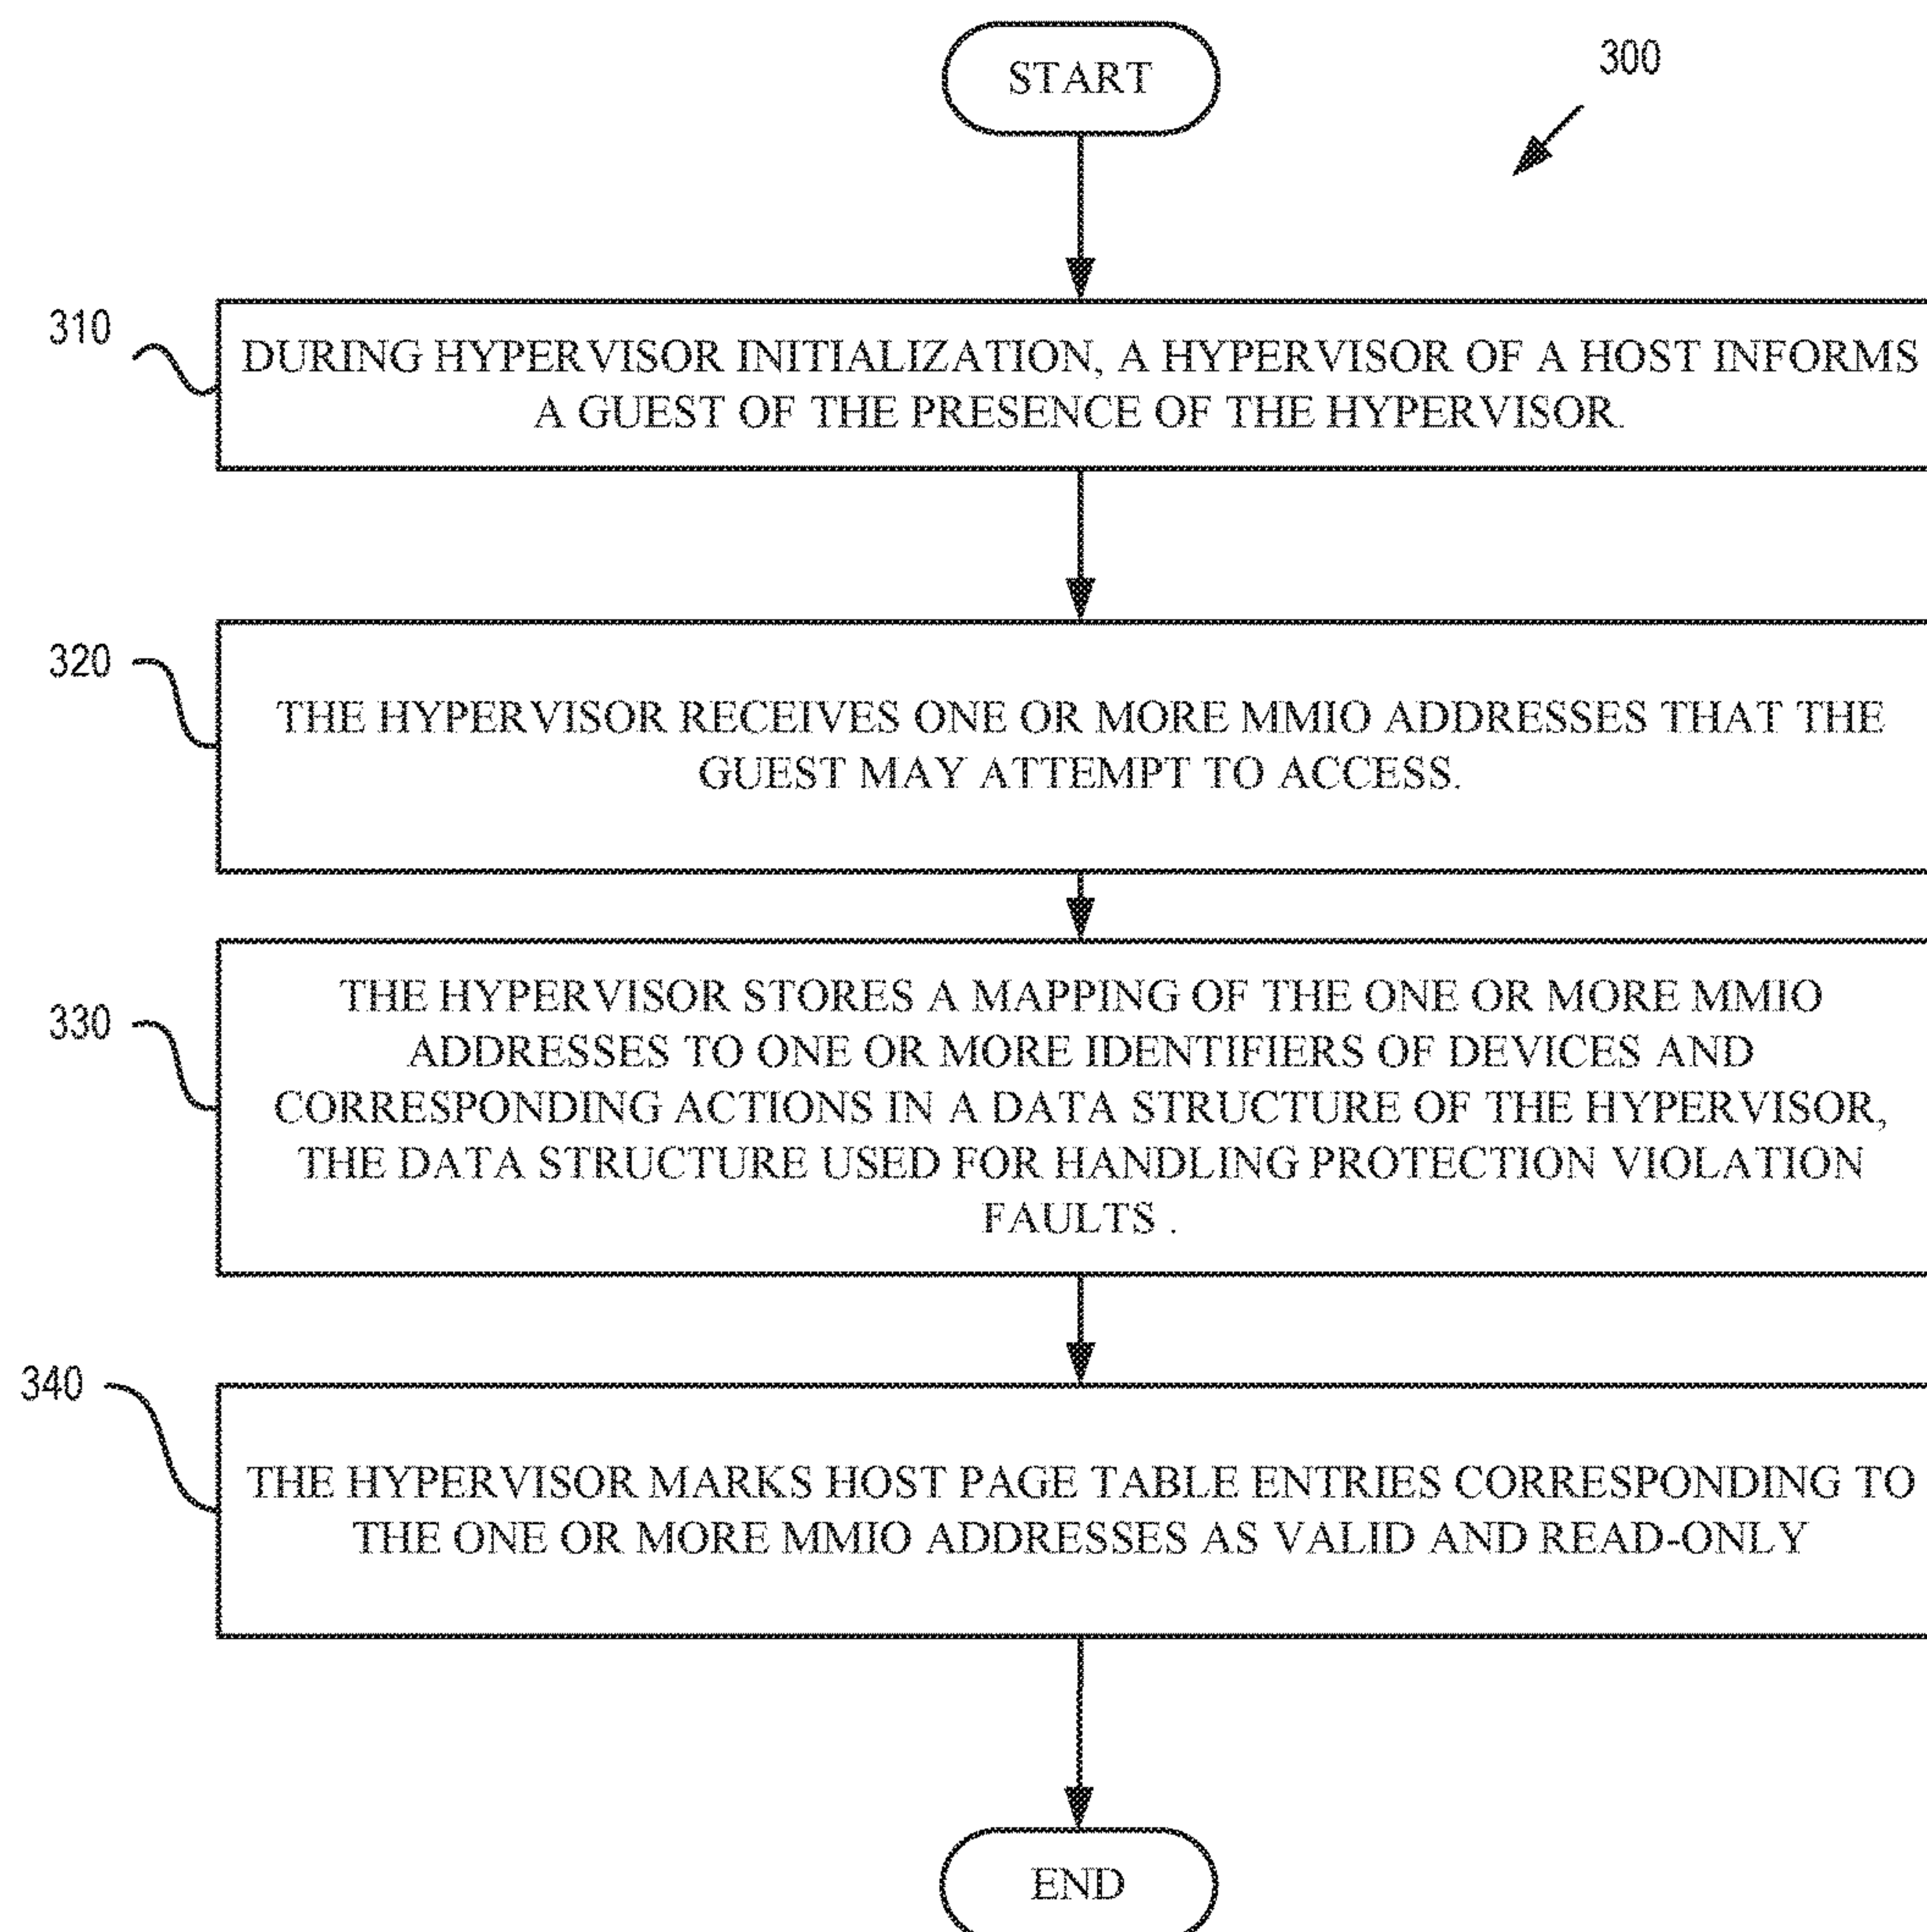 START
300
310
DURING HYPERVISOR INITIALIZATION, A HYPERVISOR OF A HOST INFORMS
A GUEST OF THE PRESENCE OF THE HYPERVISOR.
320
THE HYPERVISOR RECEIVES ONE OR MORE MMIO ADDRESSES THAT THE
GUEST MAY ATTEMPT TO ACCESS.
330
THE HYPERVISOR STORES A MAPPING OF THE ONE OR MORE MMIO
ADDRESSES TO ONE OR MORE IDENTIFIERS OF DEVICES AND
CORRESPONDING ACTIONS IN A DATA STRUCTURE OF THE HYPERVISOR,
THE DATA STRUCTURE USED FOR HANDLING PROTECTION VIOLATION
FAULTS .
340
THE HYPERVISOR MARKS HOST PAGE TABLE ENTRIES CORRESPONDING TO
THE ONE OR MORE MMIO ADDRESSES AS VALID AND READ-ONLY
END